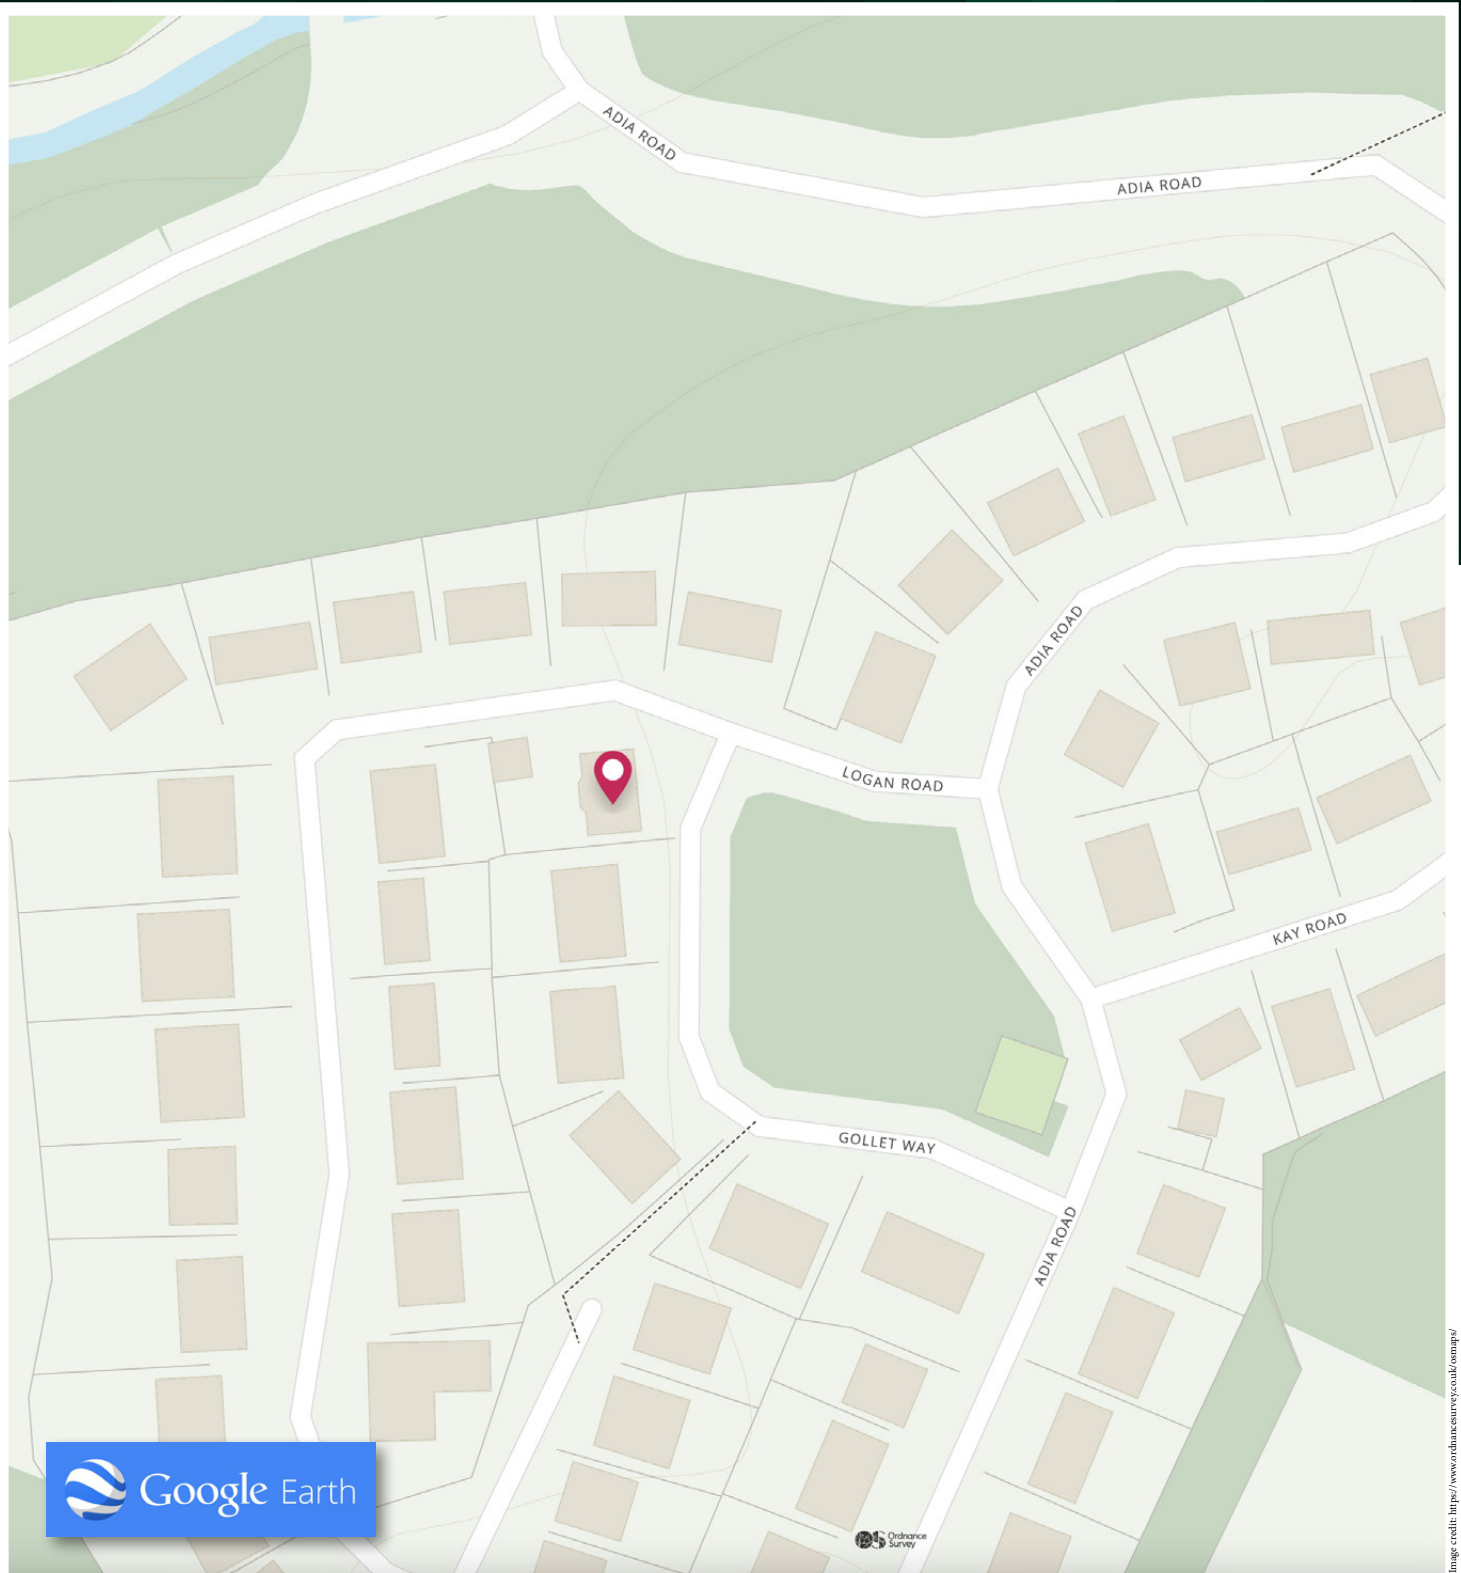 ADIA ROAD
ADIA ROAD
ADIA ROAD
LOGAN ROAD
KAY ROAD
GOLLET WAY
ADIA ROAD
Google Earth
Ordnance
Survey
Image credit: https://www.ordnancesurvey.co.uk/osmaps/